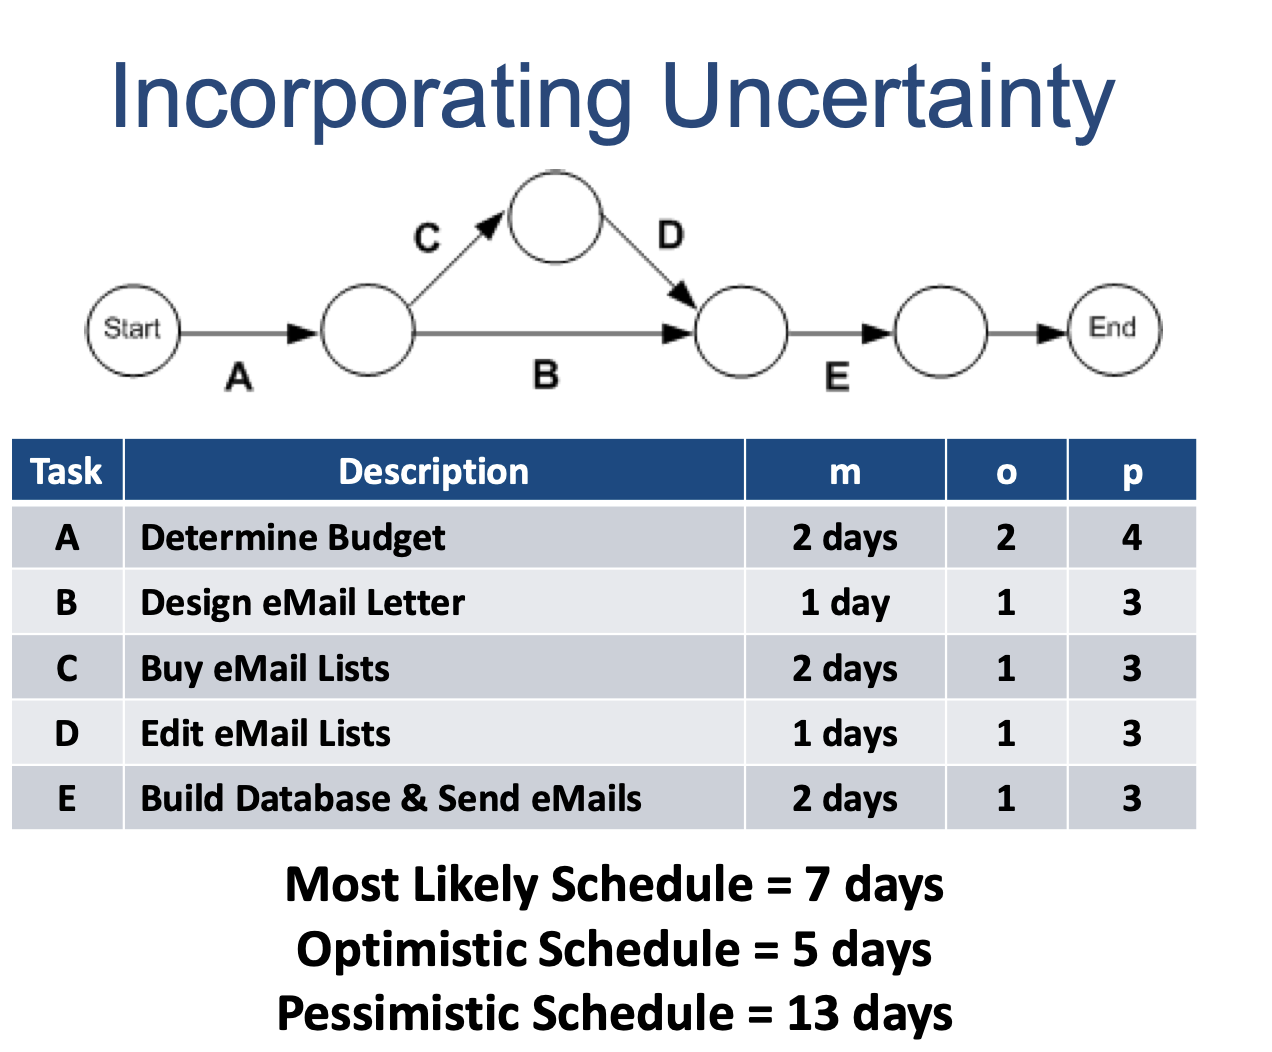 Incorporating Uncertainty
C
D
Start
End
A
B
E
Task Description m o p
A Determine Budget 2 days 2 4
B Design eMail Letter 1 day 1 3
C Buy eMail Lists 2 days 1 3
D Edit eMail Lists 1 days 1 3
E Build Database & Send eMails 2 days 1 3
Most Likely Schedule = 7 days
Optimistic Schedule = 5 days
Pessimistic Schedule = 13 days